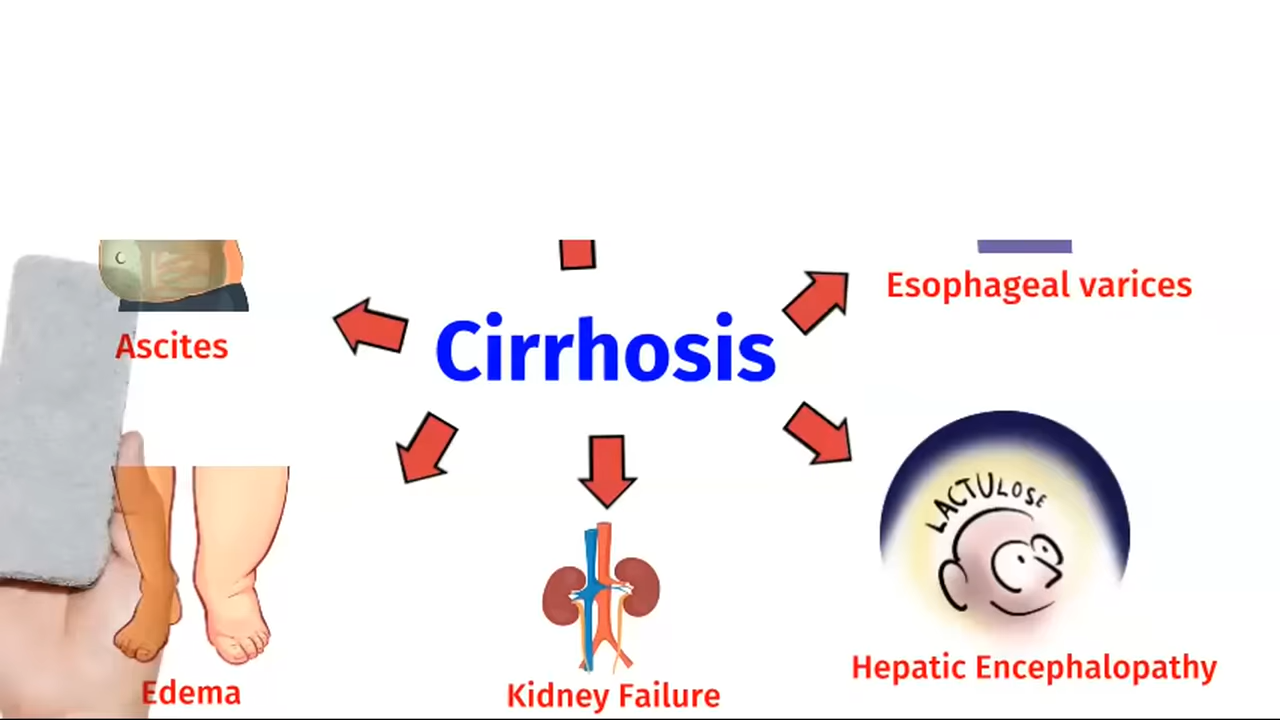 Esophageal varices
Ascites
Cirrhosis
LACTULOSE
Edema
Kidney Failure
Hepatic Encephalopathy